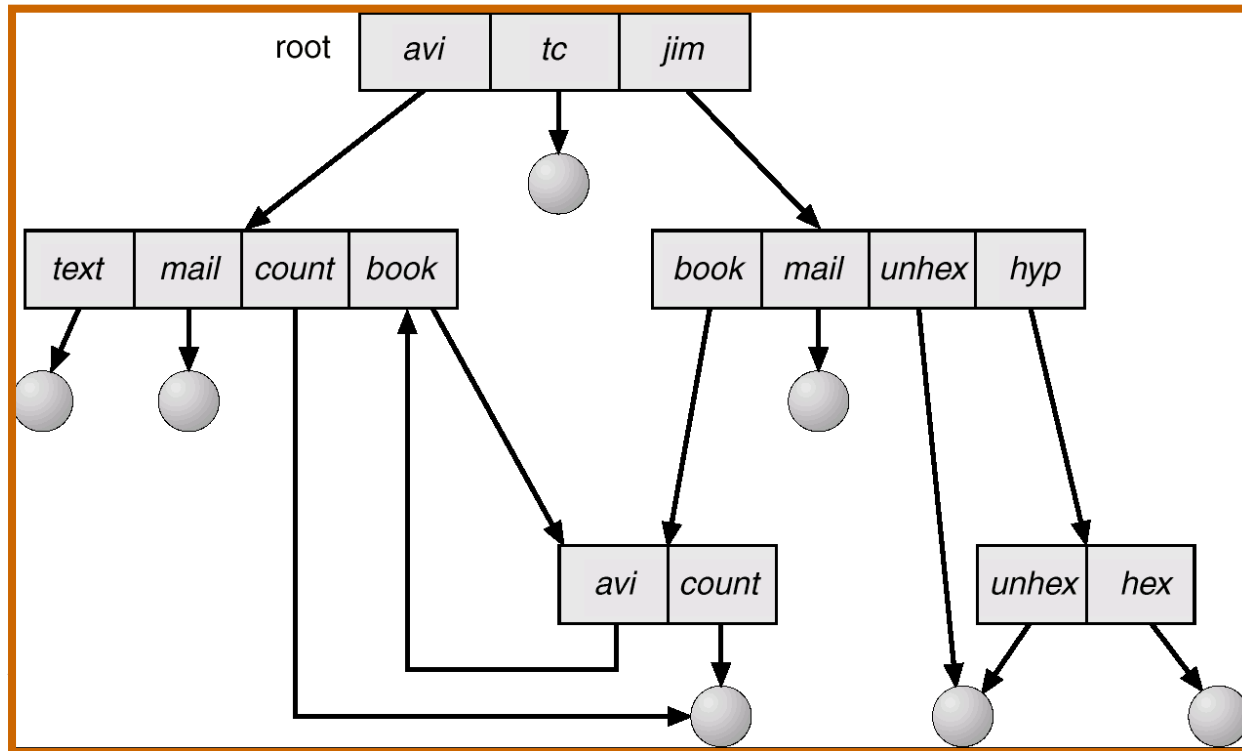 root avi tc jim
text mail count book book mail unhex hyp
avi count unhex hex